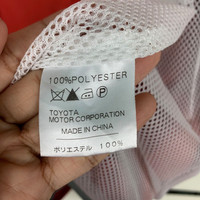 100%POLYESTER
TOYOTA
MOTOR CORPORATION
MADE IN CHINA
ポリエステル 100%